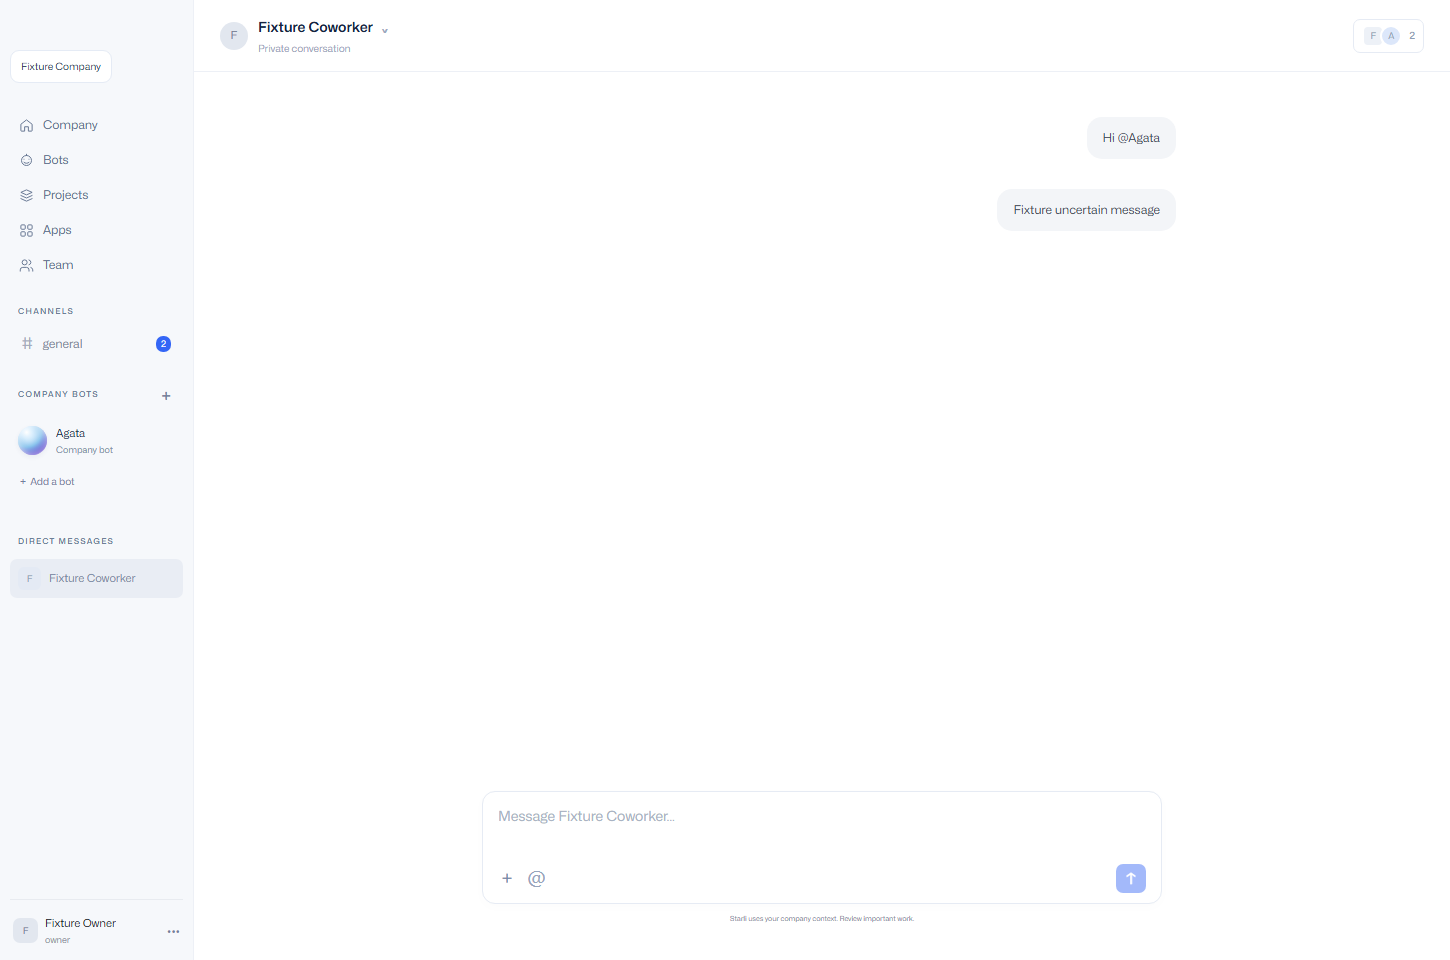 Fixture Company
Company
Bots
Projects
Apps
Team
CHANNELS
general 2
COMPANY BOTS +
Agata
Company bot
+ Add a bot
DIRECT MESSAGES
F Fixture Coworker
F Fixture Owner
owner
F Fixture Coworker
Private conversation
F A 2
Hi @Agata
Fixture uncertain message
Message Fixture Coworker...
+ @
Starli uses your company context. Review important work.